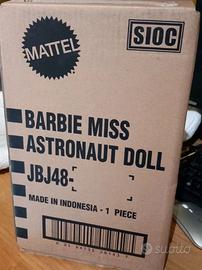 MATTEL
SIOC
BARBIE MISS
ASTRONAUT DOLL
JBJ48-
MADE IN INDONESIA - 1 PIECE
subito